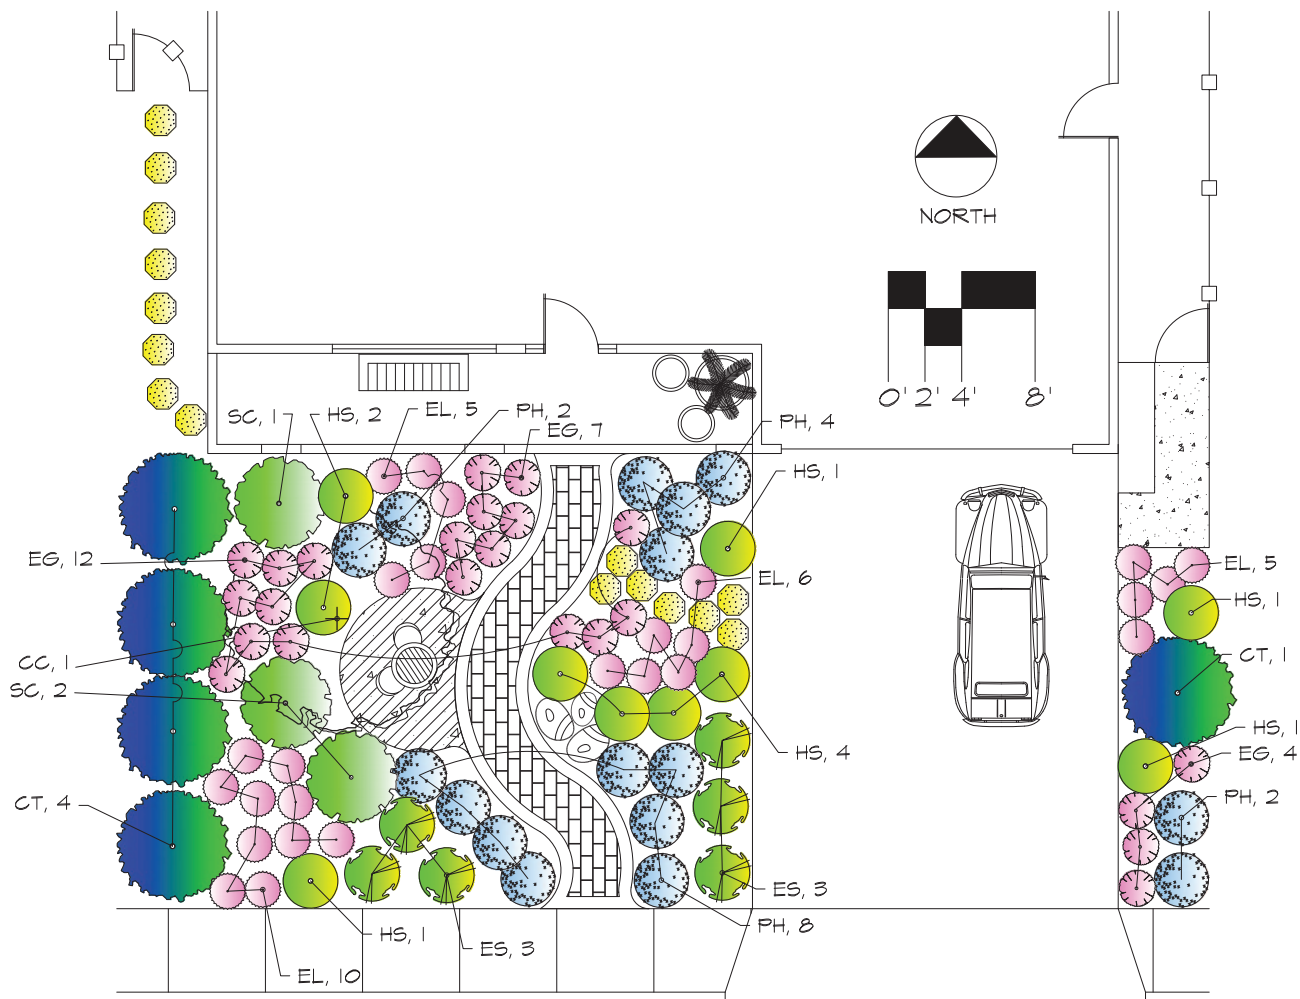 NORTH
0' 2' 4' 8'
SC, 1
HS, 2
EL, 5
PH, 2
EG, 7
PH, 4
HS, 1
EG, 12
EL, 6
EL, 5
HS, 1
CC, 1
SC, 2
CT, 1
HS, 1
HS, 4
EG, 4
CT, 4
PH, 2
ES, 3
PH, 8
HS, 1
ES, 3
EL, 10